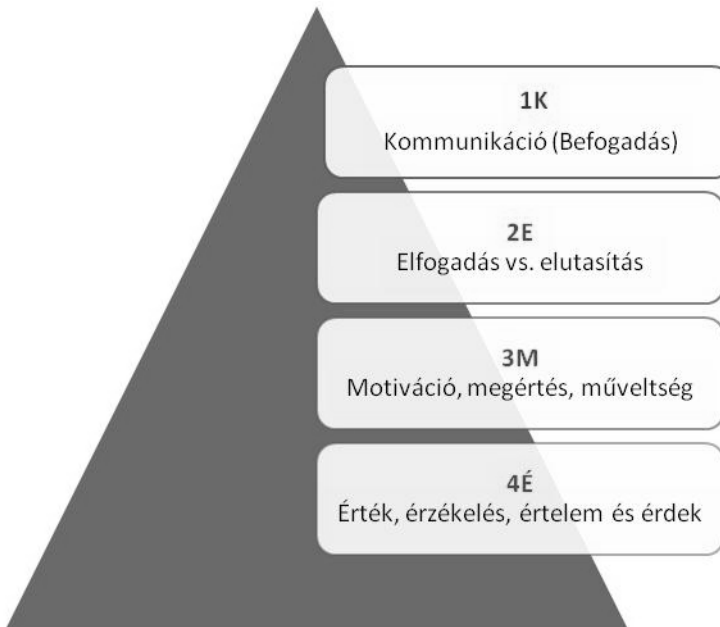 1K
Kommunikáció (Befogadás)
2E
Elfogadás vs. elutasítás
3M
Motiváció, megértés, műveltség
4É
Érték, érzékelés, értelem és érdek